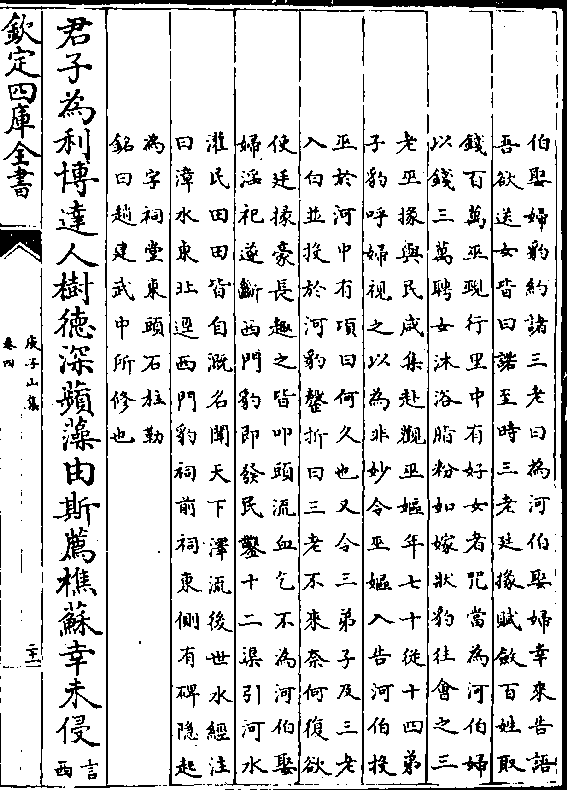 伯娶婦豹約諸三老曰為河伯娶婦幸來告語
吾欲送女皆曰諾至時三老廷掾賦斂百姓取
錢百萬巫覡行里中有好女者呪當為河伯婦
以錢三萬聘女沐浴脂粉如嫁狀豹往會之三
老巫掾與民咸集赴觀巫嫗年七十從十四弟
子豹呼婦視之以為非妙令巫嫗入告河伯投
巫於河中有頃曰何久也又令三弟子及三老
入白並投於河豹罄折曰三老不來奈何復欲
使廷掾豪長趣之皆叩頭流血乞不為河伯娶
婦淫祀遂斷西門豹即發民鑿十二渠引河水
灌民田田皆自溉名聞天下澤流後世水經注
曰漳水東北逕西門豹祠前祠東側有碑隱起
為字祠堂東頭石柱勒
銘曰趙建武中所修也
君子為利博達人樹德深蘋藻由斯薦樵蘇幸未侵
言
西
欽定四庫全書
庾子山集
卷四